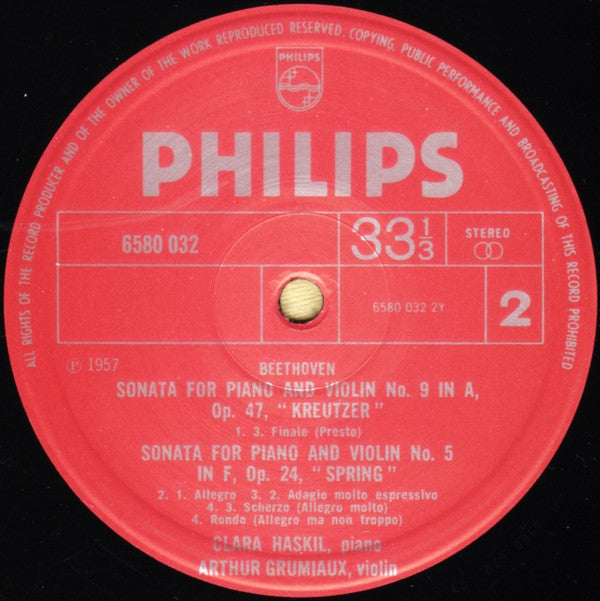 ALL RIGHTS OF THE RECORD PRODUCER AND OF THE OWNER OF THE WORK REPRODUCED RESERVED. COPYING, PUBLIC PERFORMANCE AND BROADCASTING OF THIS RECORD PROHIBITED
PHILIPS
PHILIPS
6580 032
33 1/3
STEREO
6580 032 2Y
2
Ⓟ 1957
BEETHOVEN
SONATA FOR PIANO AND VIOLIN No. 9 IN A,
Op. 47, "KREUTZER"
1. 3. Finale (Presto)
SONATA FOR PIANO AND VIOLIN No. 5
IN F, Op. 24, "SPRING"
2. 1. Allegro 3. 2. Adagio molto espressivo
4. 3. Scherzo (Allegro molto)
4. Rondo (Allegro ma non troppo)
CLARA HASKIL, piano
ARTHUR GRUMIAUX, violin